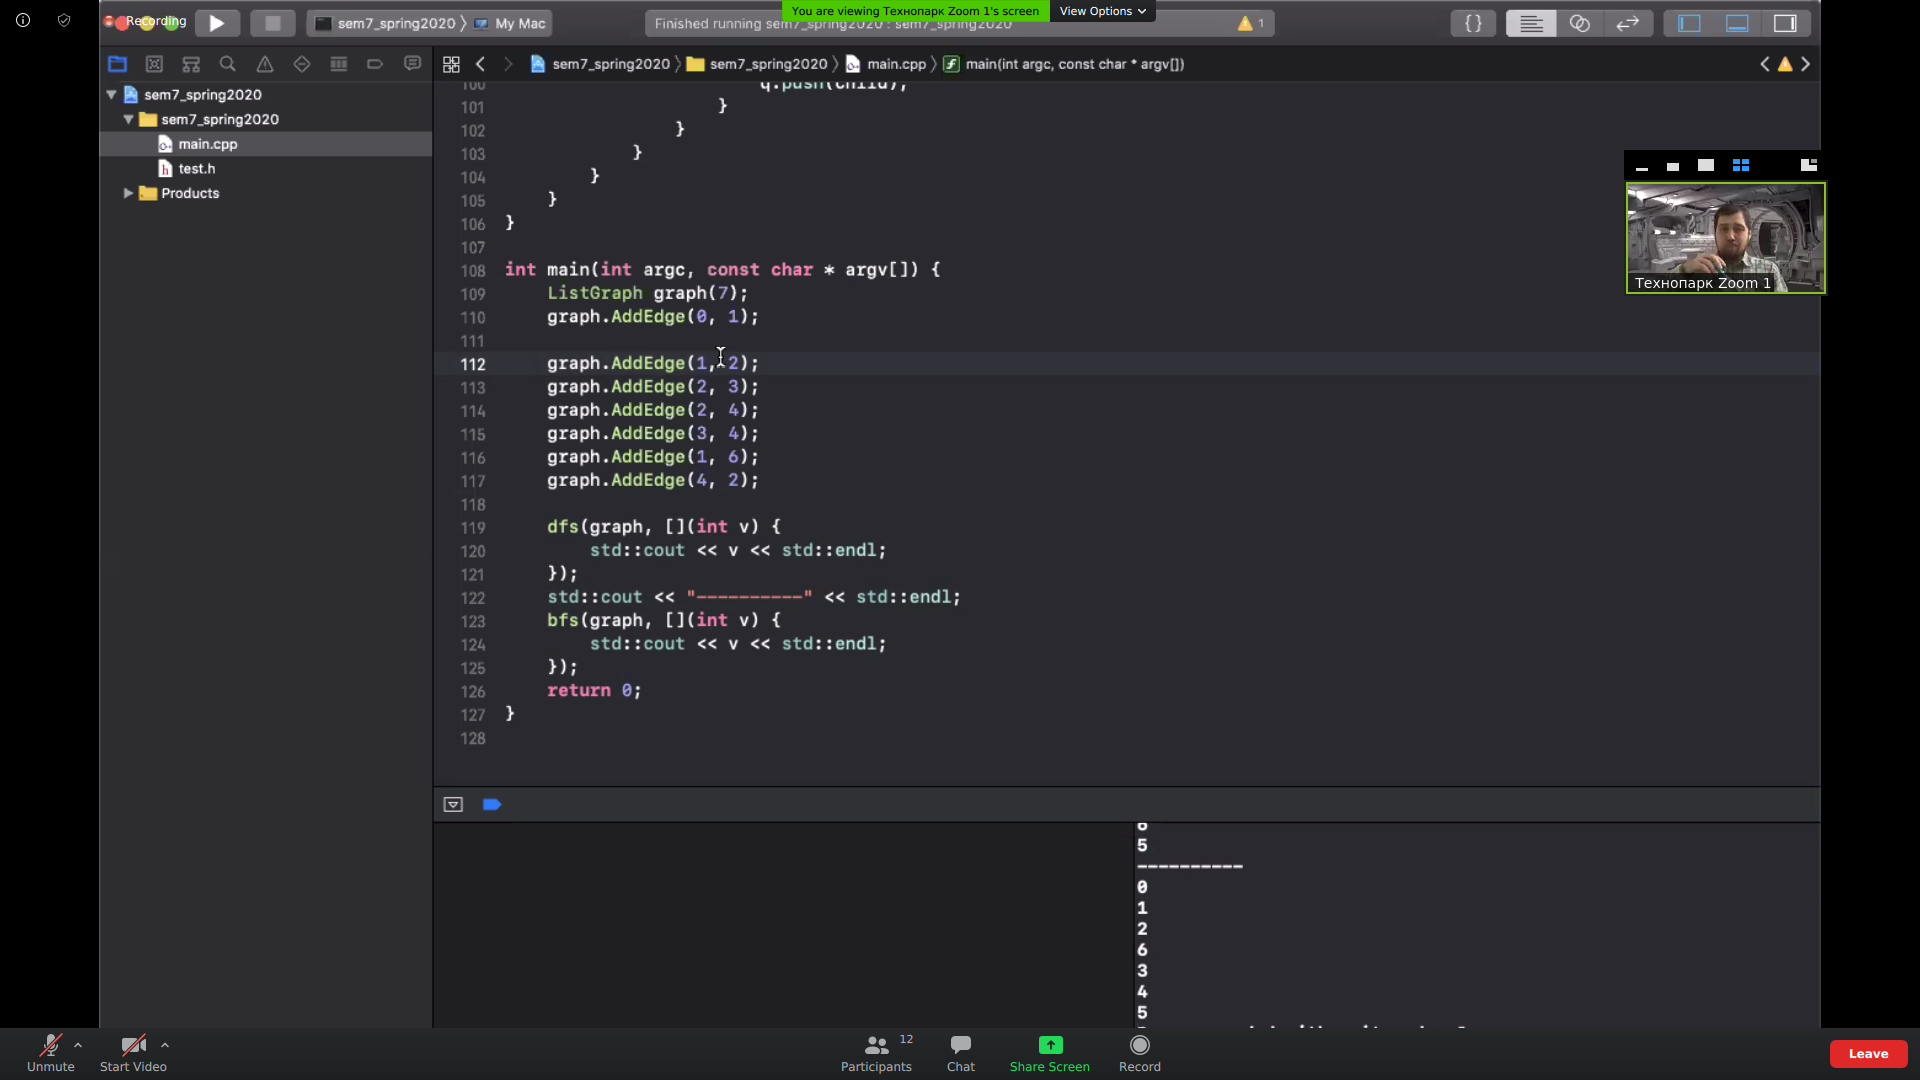 Recording
sem7_spring2020 My Mac
Finished running sem7_spring2020 : sem7_spring2020
1
You are viewing Технопарк Zoom 1's screen
View Options
sem7_spring2020 sem7_spring2020 main.cpp main(int argc, const char * argv[])
sem7_spring2020
sem7_spring2020
main.cpp
test.h
Products
100 q.push(child);
101 }
102 }
103 }
104 }
105 }
106 }
107
108 int main(int argc, const char * argv[]) {
109 ListGraph graph(7);
110 graph.AddEdge(0, 1);
111
112 graph.AddEdge(1, 2);
113 graph.AddEdge(2, 3);
114 graph.AddEdge(2, 4);
115 graph.AddEdge(3, 4);
116 graph.AddEdge(1, 6);
117 graph.AddEdge(4, 2);
118
119 dfs(graph, [](int v) {
120 std::cout << v << std::endl;
121 });
122 std::cout << "----------" << std::endl;
123 bfs(graph, [](int v) {
124 std::cout << v << std::endl;
125 });
126 return 0;
127 }
128
Технопарк Zoom 1
6
5
----------
0
1
2
6
3
4
5
Unmute
Start Video
Participants
12
Chat
Share Screen
Record
Leave